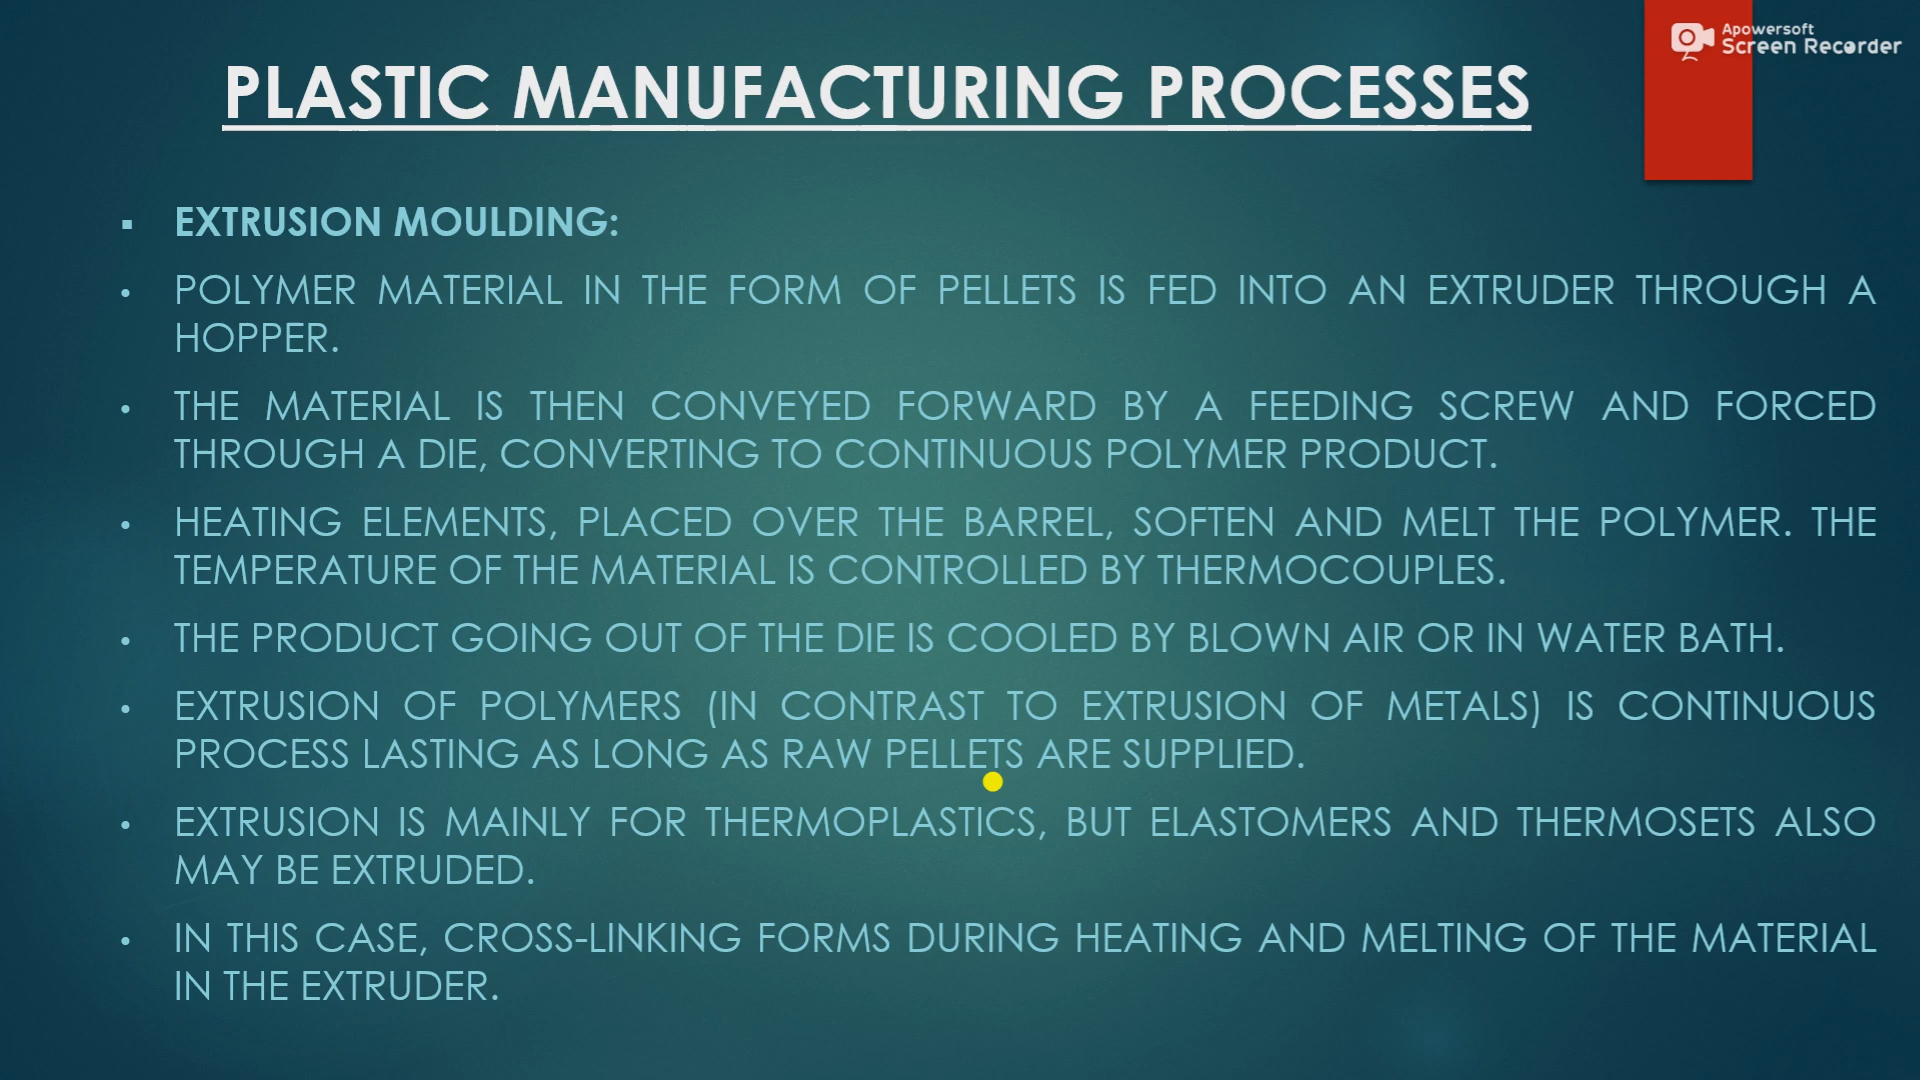 Apowersoft
Screen Recorder
PLASTIC MANUFACTURING PROCESSES
▪ EXTRUSION MOULDING:
• POLYMER MATERIAL IN THE FORM OF PELLETS IS FED INTO AN EXTRUDER THROUGH A
HOPPER.
• THE MATERIAL IS THEN CONVEYED FORWARD BY A FEEDING SCREW AND FORCED
THROUGH A DIE, CONVERTING TO CONTINUOUS POLYMER PRODUCT.
• HEATING ELEMENTS, PLACED OVER THE BARREL, SOFTEN AND MELT THE POLYMER. THE
TEMPERATURE OF THE MATERIAL IS CONTROLLED BY THERMOCOUPLES.
• THE PRODUCT GOING OUT OF THE DIE IS COOLED BY BLOWN AIR OR IN WATER BATH.
• EXTRUSION OF POLYMERS (IN CONTRAST TO EXTRUSION OF METALS) IS CONTINUOUS
PROCESS LASTING AS LONG AS RAW PELLETS ARE SUPPLIED.
• EXTRUSION IS MAINLY FOR THERMOPLASTICS, BUT ELASTOMERS AND THERMOSETS ALSO
MAY BE EXTRUDED.
• IN THIS CASE, CROSS-LINKING FORMS DURING HEATING AND MELTING OF THE MATERIAL
IN THE EXTRUDER.